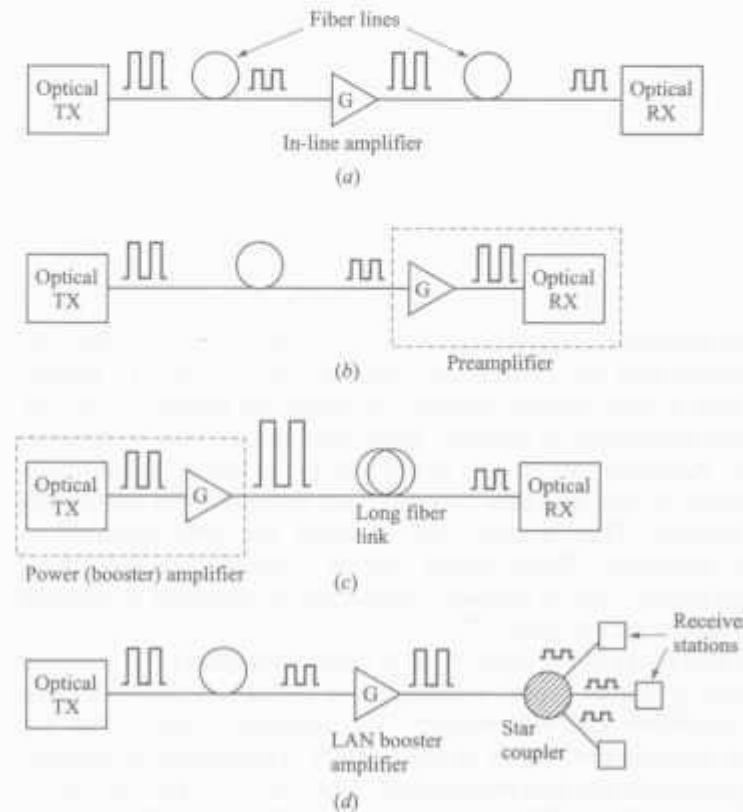 Fiber lines
Optical
TX
G
Optical
RX
In-line amplifier
(a)
Optical
TX
G
Optical
RX
Preamplifier
(b)
Optical
TX
G
Long fiber
link
Optical
RX
Power (booster) amplifier
(c)
Receiver
stations
Optical
TX
G
LAN booster
amplifier
Star
coupler
(d)